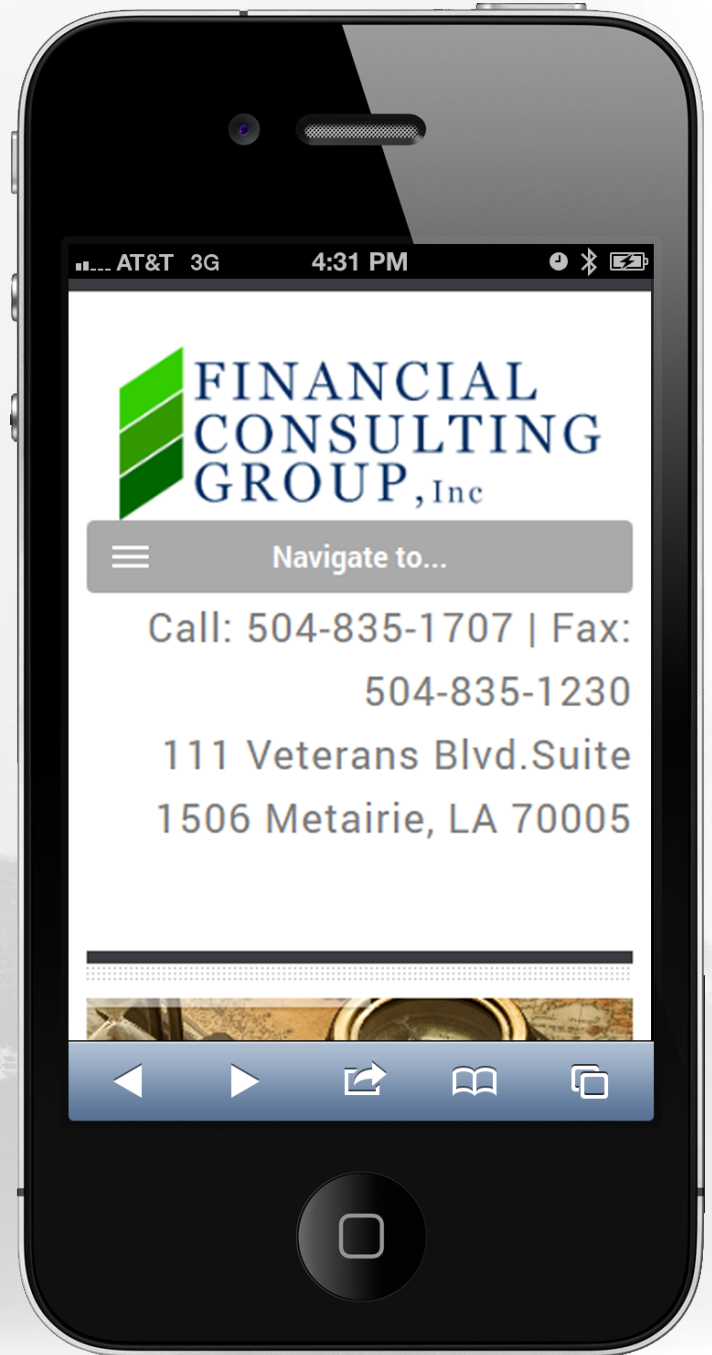 AT&T 3G 4:31 PM
FINANCIAL
CONSULTING
GROUP, Inc
Navigate to...
Call: 504-835-1707 | Fax:
504-835-1230
111 Veterans Blvd.Suite
1506 Metairie, LA 70005